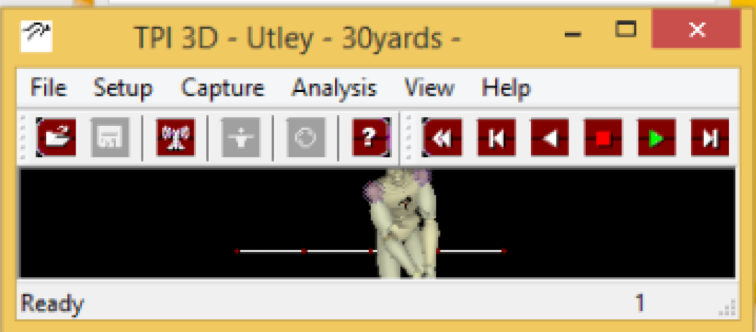 TPI 3D - Utley - 30yards -
File Setup Capture Analysis View Help
Ready 1